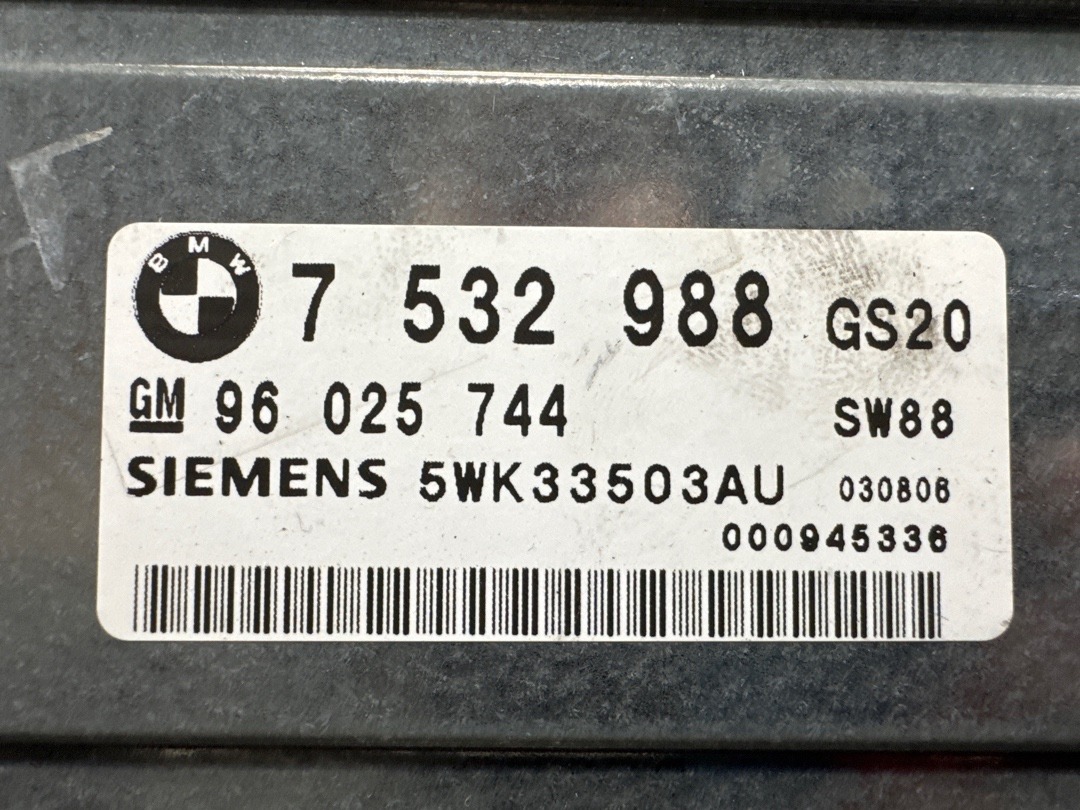 BMW 7 532 988 GS20
GM 96 025 744 SW88
SIEMENS 5WK33503AU 030806
000945336